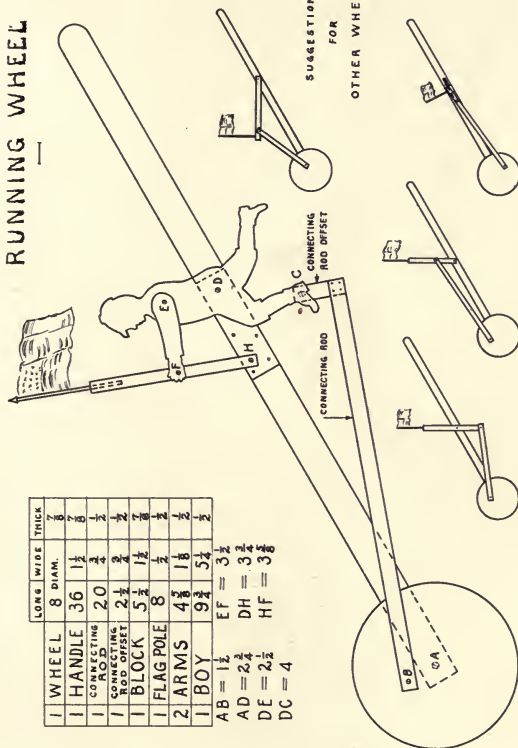 RUNNING WHEEL
I
LONG WIDE THICK
1 WHEEL 8 DIAM. 7/8
1 HANDLE 36 1 1/2 7/8
1 CONNECTING ROD 20 3/4 1/2
1 CONNECTING ROD OFFSET 2 1/2 3/4 1/2
1 BLOCK 5 1/2 1 1/2 7/8
1 FLAG POLE 8 1/2 1/2
2 ARMS 4 5/8 1 1/8 1/2
1 BOY 9 3/4 5 1/4 1/2
AB = 1 1/2 EF = 3 1/2
AD = 2 3/4 DH = 3 3/4
DE = 2 1/2 HF = 3 5/8
DC = 4
E
F
D
H
C
CONNECTING
ROD OFFSET
CONNECTING ROD
B
A
SUGGESTION
FOR
OTHER WHE